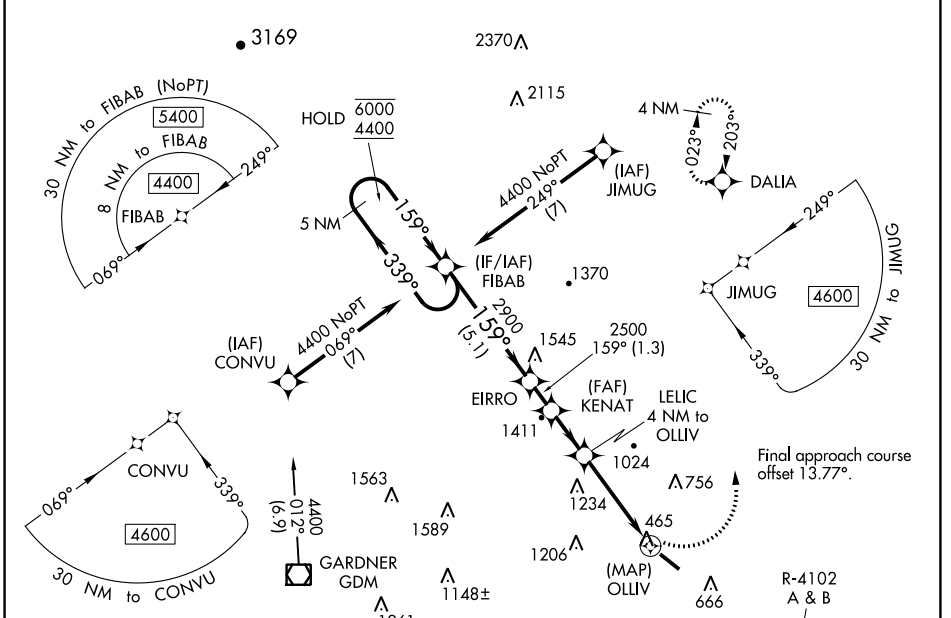 3169
2370
2115
30 NM to FIBAB (NoPT)
5400
8 NM to FIBAB
4400
249°
FIBAB
069°
HOLD
6000
4400
5 NM
159°
339°
(IF/IAF)
FIBAB
4400 NoPT
249°
(7)
(IAF)
JIMUG
4 NM
023°
203°
DALIA
249°
JIMUG
4600
339°
30 NM to JIMUG
1370
2900
159°
(5.1)
1545
2500
159° (1.3)
(IAF)
CONVU
4400 NoPT
069°
(7)
EIRRO
(FAF)
KENAT
1411
LELIC
4 NM to
OLLIV
1024
Final approach course
offset 13.77°.
CONVU
069°
339°
4600
30 NM to CONVU
4400
012°
(6.9)
GARDNER
GDM
1563
1589
1234
756
465
1206
(MAP)
OLLIV
1148±
666
R-4102
A & B